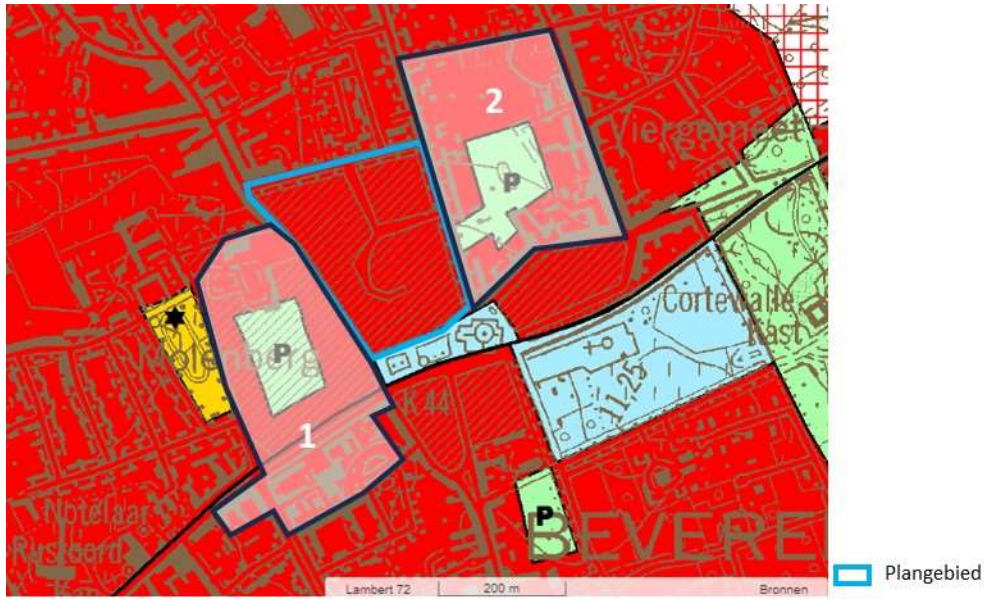 2
Viergemeet
P
Cortewalle
Kast
Molenberg
P
11,25
K 44
1
Notelaar
Rustoord
P
BEVERE
Lambert 72
200 m
Bronnen
Plangebied